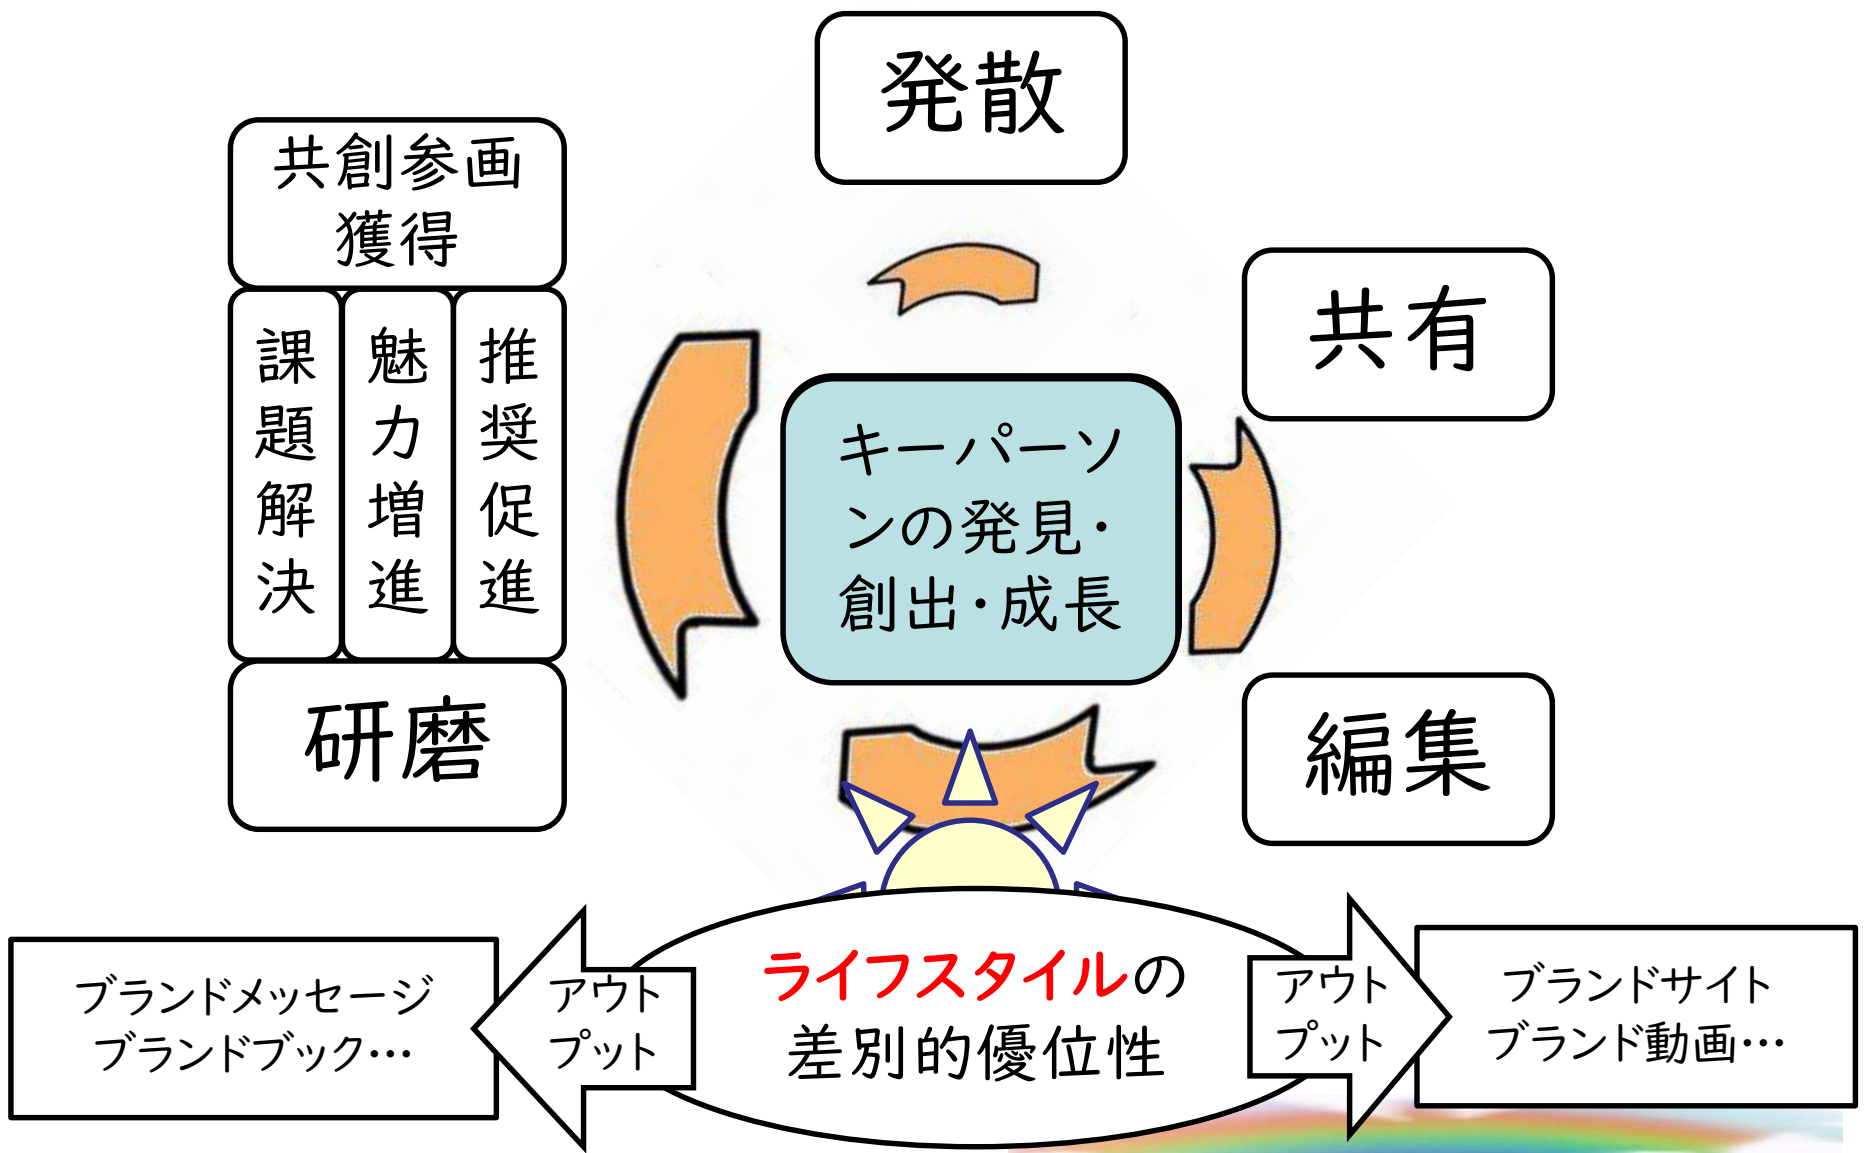 発散
共創参画
獲得
共有
課題解決
魅力増進
推奨促進
キーパーソ
ンの発見・
創出・成長
研磨
編集
ライフスタイルの
差別的優位性
アウト
プット
ブランドメッセージ
ブランドブック…
アウト
プット
ブランドサイト
ブランド動画…